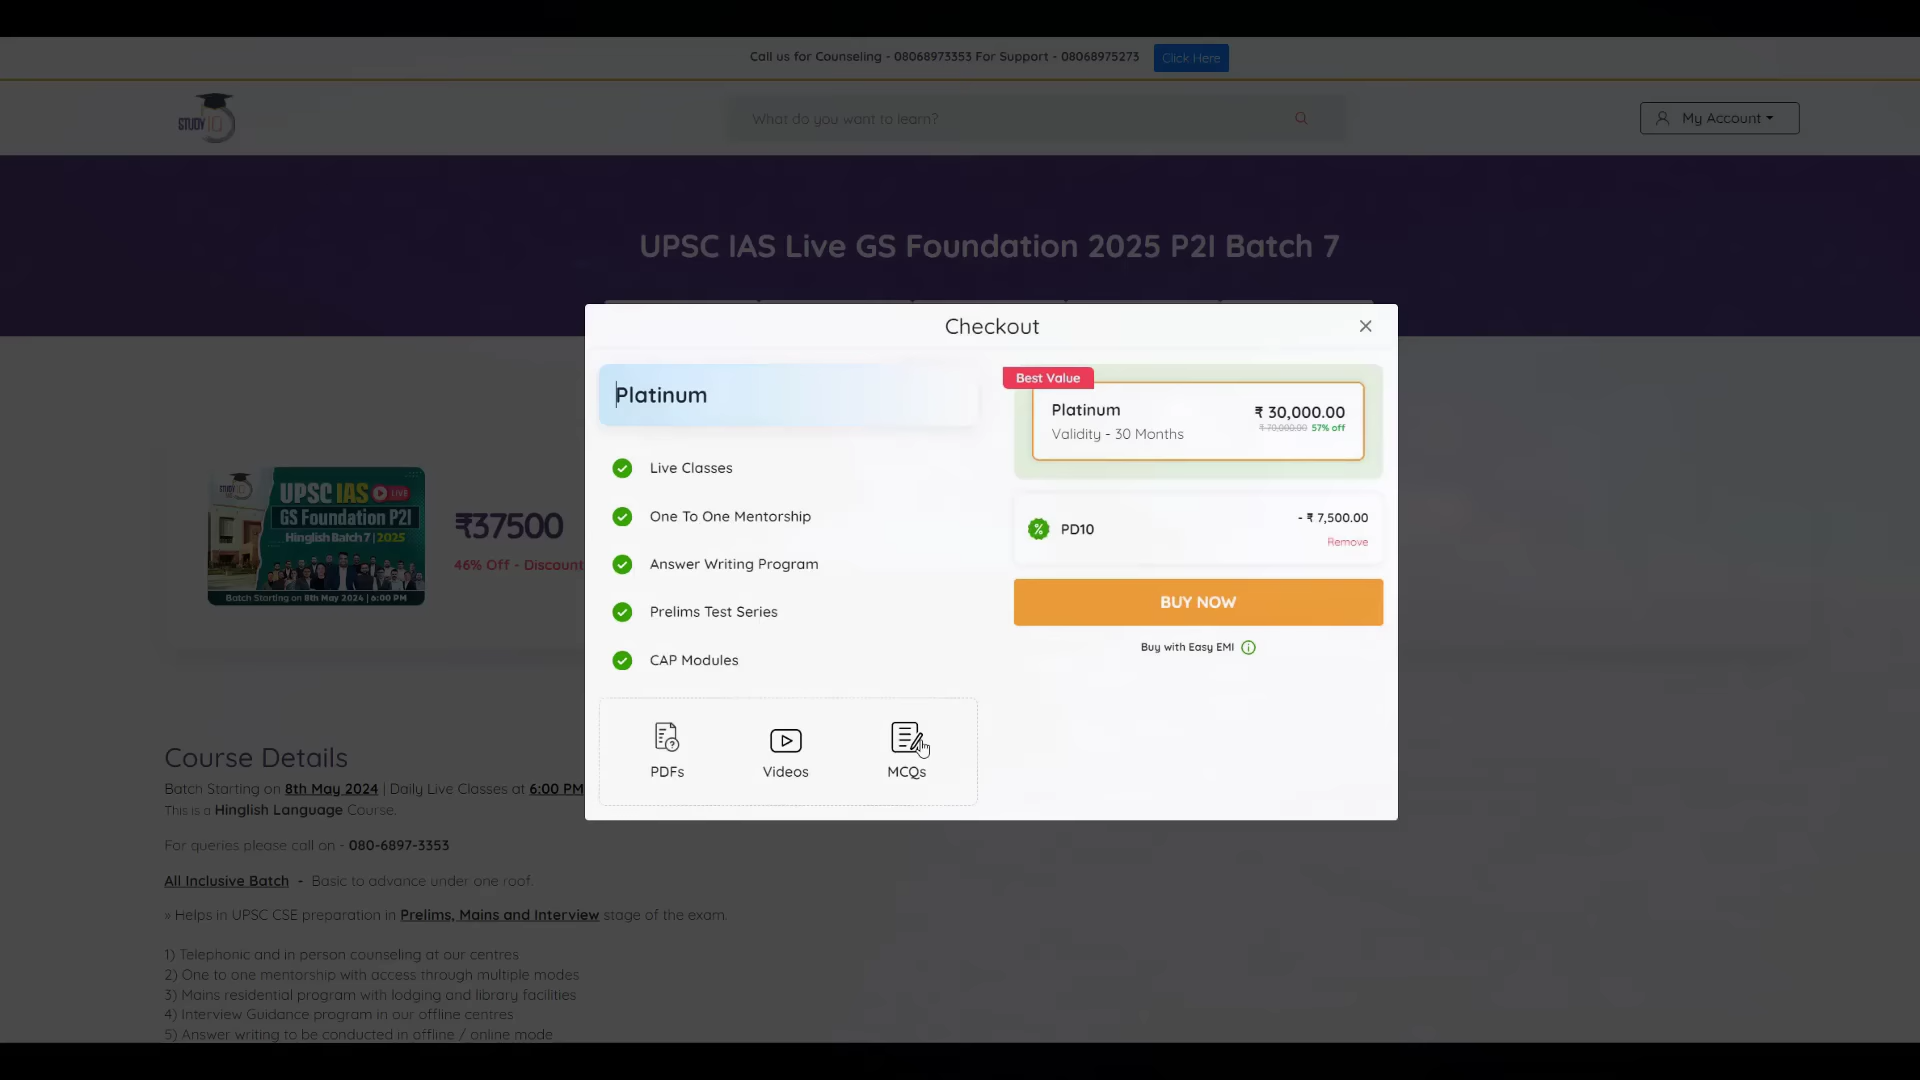 Call us for Counseling - 08068973353 For Support - 08068975273
Click Here
STUDY IQ
What do you want to learn?
My Account
UPSC IAS Live GS Foundation 2025 P2I Batch 7
Checkout
Platinum
Live Classes
One To One Mentorship
Answer Writing Program
Prelims Test Series
CAP Modules
PDFs
Videos
MCQs
Best Value
Platinum
₹ 30,000.00
₹ 70,000.00 57% off
Validity - 30 Months
PD10
- ₹ 7,500.00
Remove
BUY NOW
Buy with Easy EMI
STUDY IQ
UPSC IAS LIVE
GS Foundation P2I
Hinglish Batch 7 | 2025
Batch Starting on 8th May 2024 | 6:00 PM
₹37500
46% Off - Discount
Course Details
Batch Starting on 8th May 2024 | Daily Live Classes at 6:00 PM
This is a Hinglish Language Course.
For queries please call on - 080-6897-3353
All Inclusive Batch - Basic to advance under one roof.
» Helps in UPSC CSE preparation in Prelims, Mains and Interview stage of the exam.
1) Telephonic and in person counseling at our centres
2) One to one mentorship with access through multiple modes
3) Mains residential program with lodging and library facilities
4) Interview Guidance program in our offline centres
5) Answer writing to be conducted in offline / online mode